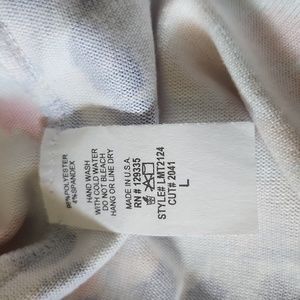 96%POLYESTER
4%SPANDEX
HAND WASH
WITH COLD WATER
DO NOT BLEACH
HANG OR LINE DRY
MADE IN U.S.A.
RN # 129335
STYLE# LMT2124
CUT# 2041
L